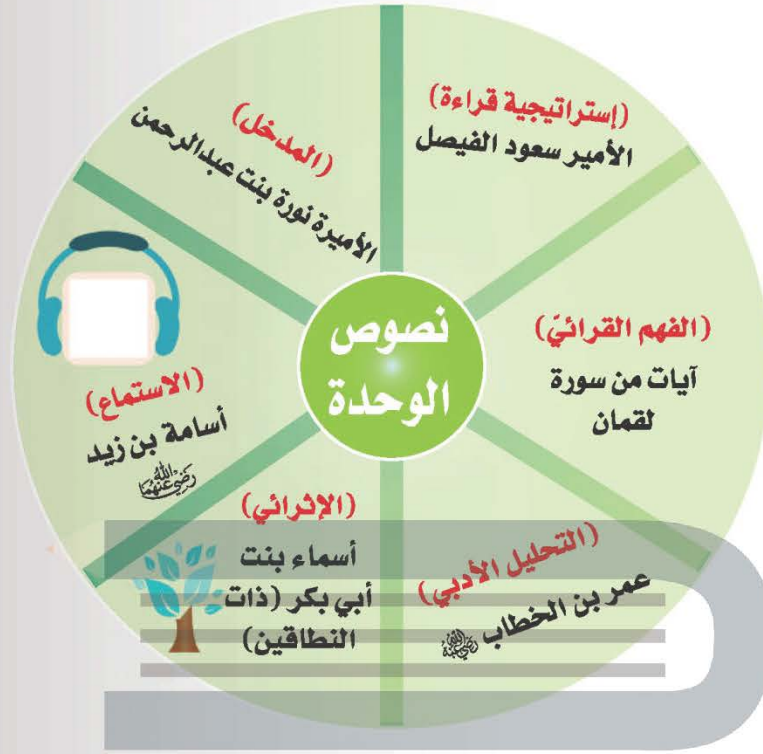 نصوص
الوحدة
(إستراتيجية قراءة)
الأمير سعود الفيصل
(الفهم القرائيّ)
آيات من سورة
لقمان
(التحليل الأدبي)
عمر بن الخطاب رضي الله عنه
(الإثرائي)
أسماء بنت
أبي بكر (ذات
النطاقين)
(الاستماع)
أسامة بن زيد
رضي الله عنهما
(المدخل)
الأميرة نورة بنت عبدالرحمن